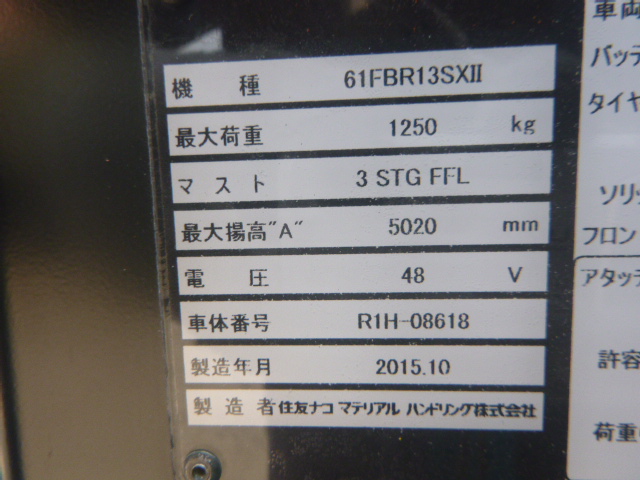 機 種 61FBR13SXII
最大荷重 1250 kg
マスト 3 STG FFL
最大揚高"A" 5020 mm
電 圧 48 V
車体番号 R1H-08618
製造年月 2015.10
製 造 者 住友ナコ マテリアル ハンドリング株式会社
車両
バッテ
タイヤ
ソリッ
フロン
アタッチ
許容
荷重